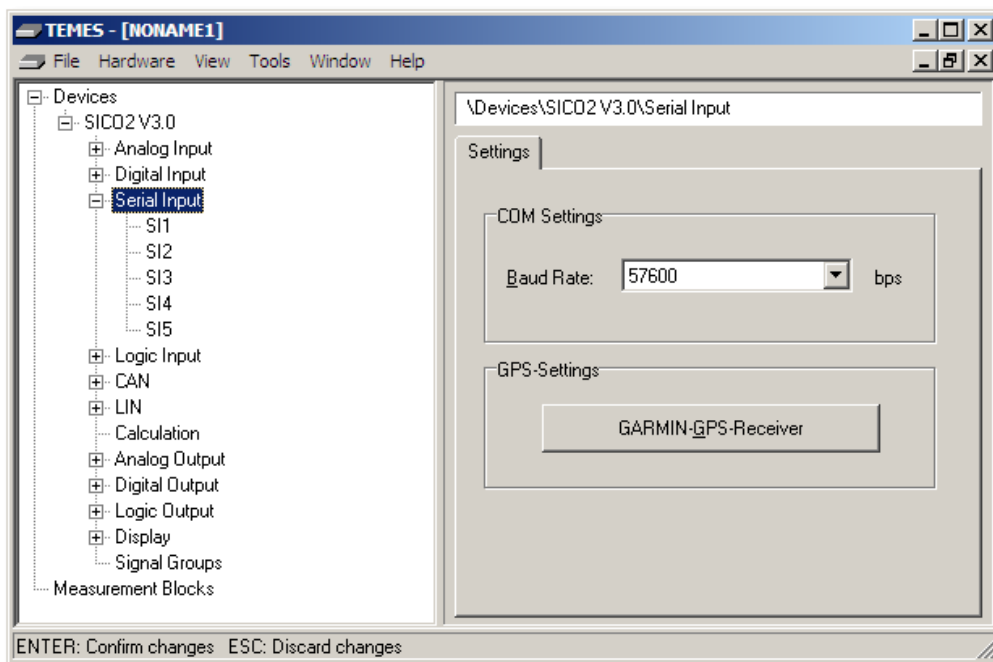 TEMES - [NONAME1]
File Hardware View Tools Window Help
Devices
SICO2 V3.0
Analog Input
Digital Input
Serial Input
SI1
SI2
SI3
SI4
SI5
Logic Input
CAN
LIN
Calculation
Analog Output
Digital Output
Logic Output
Display
Signal Groups
Measurement Blocks
\Devices\SICO2 V3.0\Serial Input
Settings
COM Settings
Baud Rate: 57600 bps
GPS-Settings
GARMIN-GPS-Receiver
ENTER: Confirm changes ESC: Discard changes